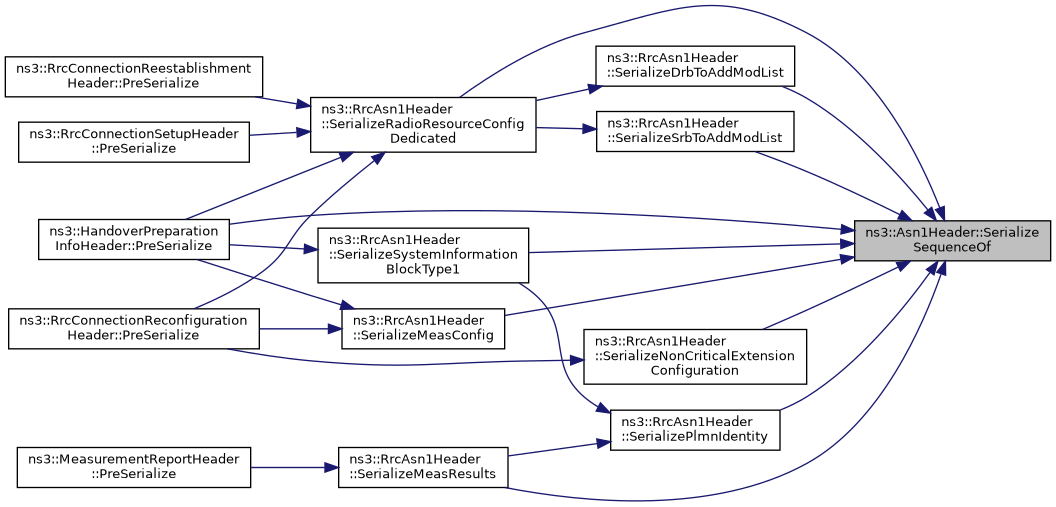 ns3::RrcConnectionReestablishment
Header::PreSerialize
ns3::RrcConnectionSetupHeader
::PreSerialize
ns3::HandoverPreparation
InfoHeader::PreSerialize
ns3::RrcConnectionReconfiguration
Header::PreSerialize
ns3::MeasurementReportHeader
::PreSerialize
ns3::RrcAsn1Header
::SerializeRadioResourceConfig
Dedicated
ns3::RrcAsn1Header
::SerializeSystemInformation
BlockType1
ns3::RrcAsn1Header
::SerializeMeasConfig
ns3::RrcAsn1Header
::SerializeMeasResults
ns3::RrcAsn1Header
::SerializeDrbToAddModList
ns3::RrcAsn1Header
::SerializeSrbToAddModList
ns3::RrcAsn1Header
::SerializeNonCriticalExtension
Configuration
ns3::RrcAsn1Header
::SerializePlmnIdentity
ns3::Asn1Header::Serialize
SequenceOf